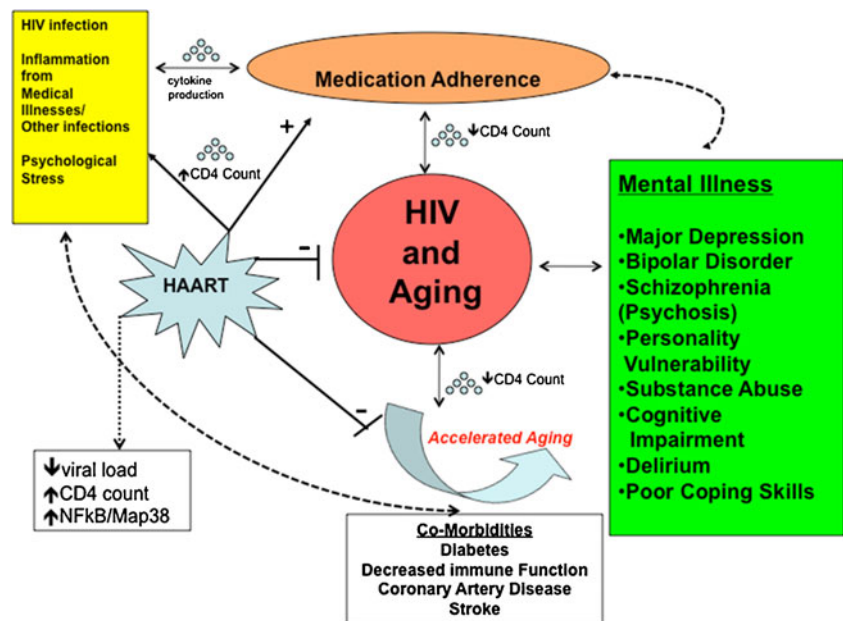 HIV infection
Inflammation
from
Medical
Illnesses/
Other infections
Psychological
Stress
cytokine
production
Medication Adherence
+
↑CD4 Count
↓CD4 Count
HIV
and
Aging
-
HAART
Mental Illness
•Major Depression
•Bipolar Disorder
•Schizophrenia
(Psychosis)
•Personality
Vulnerability
•Substance Abuse
•Cognitive
Impairment
•Delirium
•Poor Coping Skills
↓CD4 Count
-
Accelerated Aging
↓viral load
↑CD4 count
↑NFkB/Map38
Co-Morbidities
Diabetes
Decreased immune Function
Coronary Artery Disease
Stroke